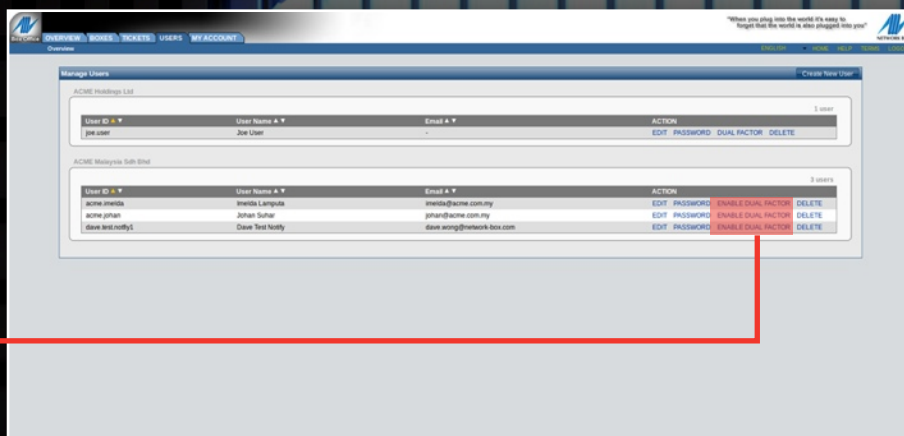 "When you plug into the world it's easy to
forget that the world is also plugged into you"
Box Office OVERVIEW BOXES TICKETS USERS MY ACCOUNT
Overview ENGLISH HOME HELP TERMS
Manage Users Create New User
ACME Holdings Ltd
1 user
User ID ▲▼ User Name ▲▼ Email ▲▼ ACTION
joe.user Joe User - EDIT PASSWORD DUAL FACTOR DELETE
ACME Malaysia Sdn Bhd
3 users
User ID ▲▼ User Name ▲▼ Email ▲▼ ACTION
acme.imelda Imelda Lamputa imelda@acme.com.my EDIT PASSWORD ENABLE DUAL FACTOR DELETE
acme.johan Johan Suhar johan@acme.com.my EDIT PASSWORD ENABLE DUAL FACTOR DELETE
dave.test.notify1 Dave Test Notify dave.wong@network-box.com EDIT PASSWORD ENABLE DUAL FACTOR DELETE